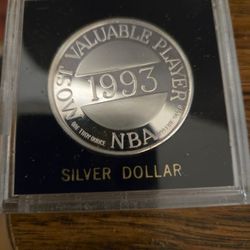 MOST VALUABLE PLAYER
1993
ONE TROY OUNCE
NBA
SILVER DOLLAR